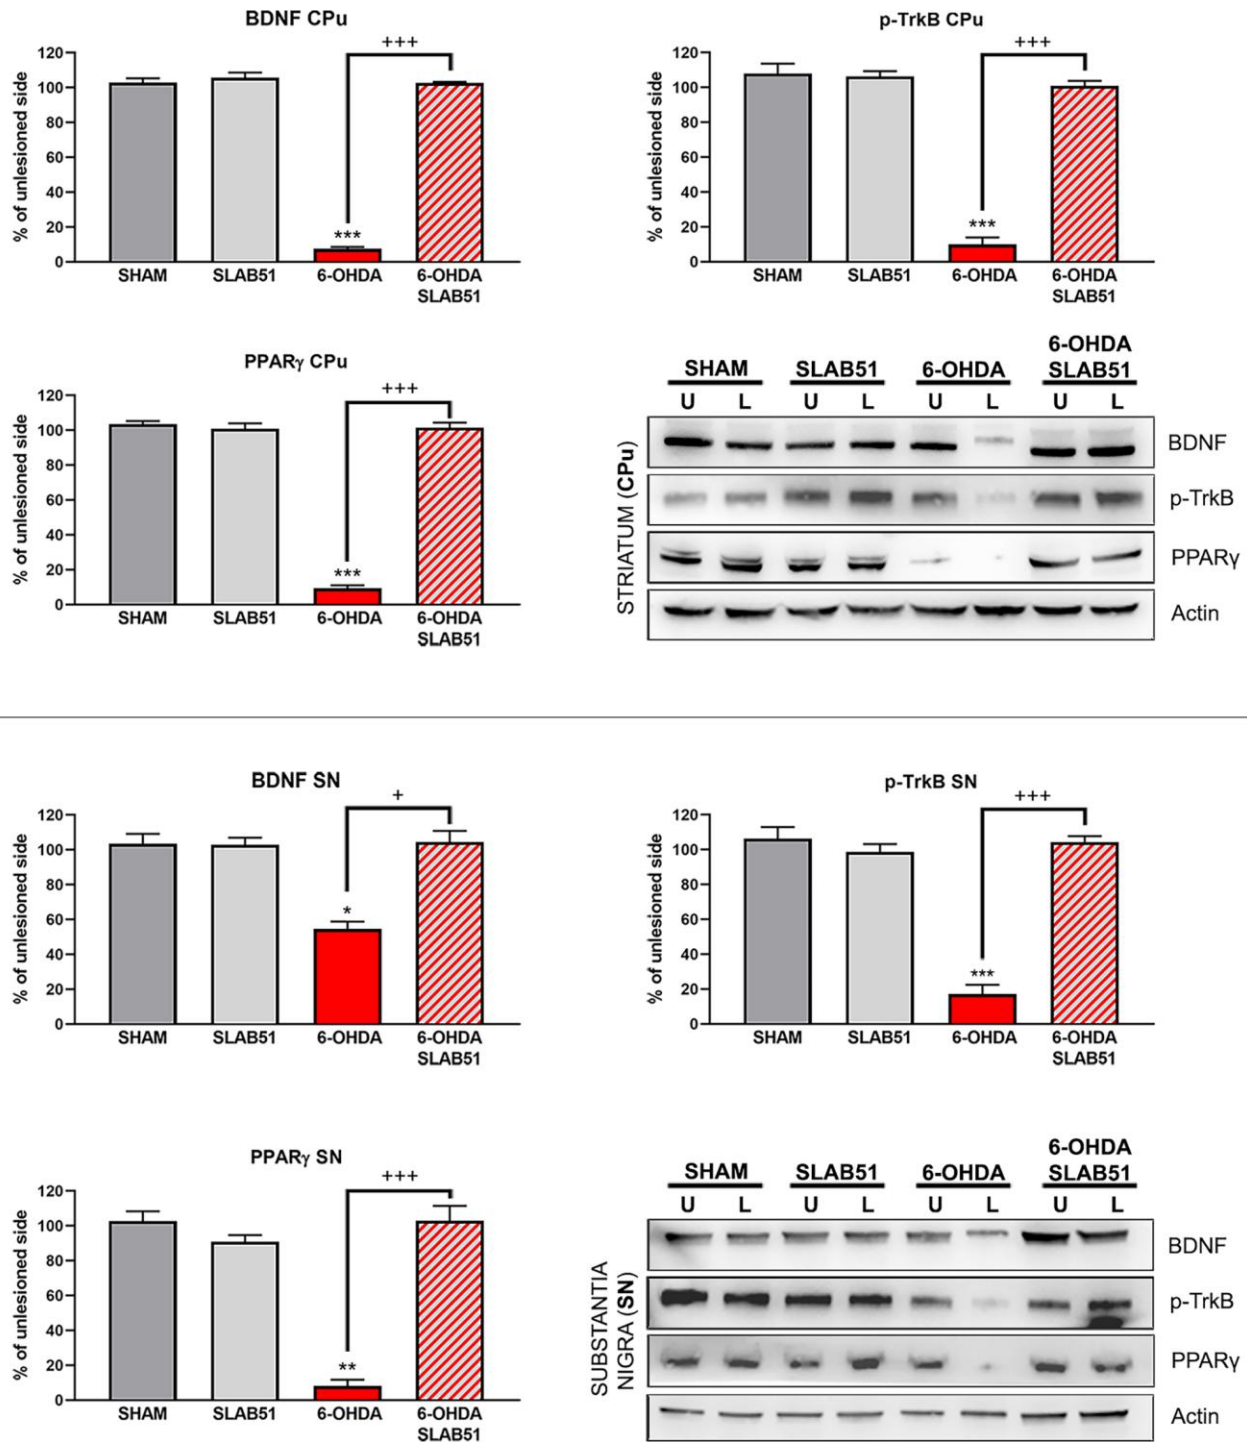 BDNF CPu
+++
120
100
80
60
40
20
0
% of unlesioned side
***
SHAM
SLAB51
6-OHDA
6-OHDA
SLAB51
p-TrkB CPu
+++
120
100
80
60
40
20
0
% of unlesioned side
***
SHAM
SLAB51
6-OHDA
6-OHDA
SLAB51
PPARγ CPu
+++
120
100
80
60
40
20
0
% of unlesioned side
***
SHAM
SLAB51
6-OHDA
6-OHDA
SLAB51
SHAM
SLAB51
6-OHDA
6-OHDA
SLAB51
U L U L U L U L
STRIATUM (CPu)
BDNF
p-TrkB
PPARγ
Actin
BDNF SN
+
120
100
80
60
40
20
0
% of unlesioned side
*
SHAM
SLAB51
6-OHDA
6-OHDA
SLAB51
p-TrkB SN
+++
120
100
80
60
40
20
0
% of unlesioned side
***
SHAM
SLAB51
6-OHDA
6-OHDA
SLAB51
PPARγ SN
+++
120
100
80
60
40
20
0
% of unlesioned side
**
SHAM
SLAB51
6-OHDA
6-OHDA
SLAB51
SHAM
SLAB51
6-OHDA
6-OHDA
SLAB51
U L U L U L U L
SUBSTANTIA
NIGRA (SN)
BDNF
p-TrkB
PPARγ
Actin